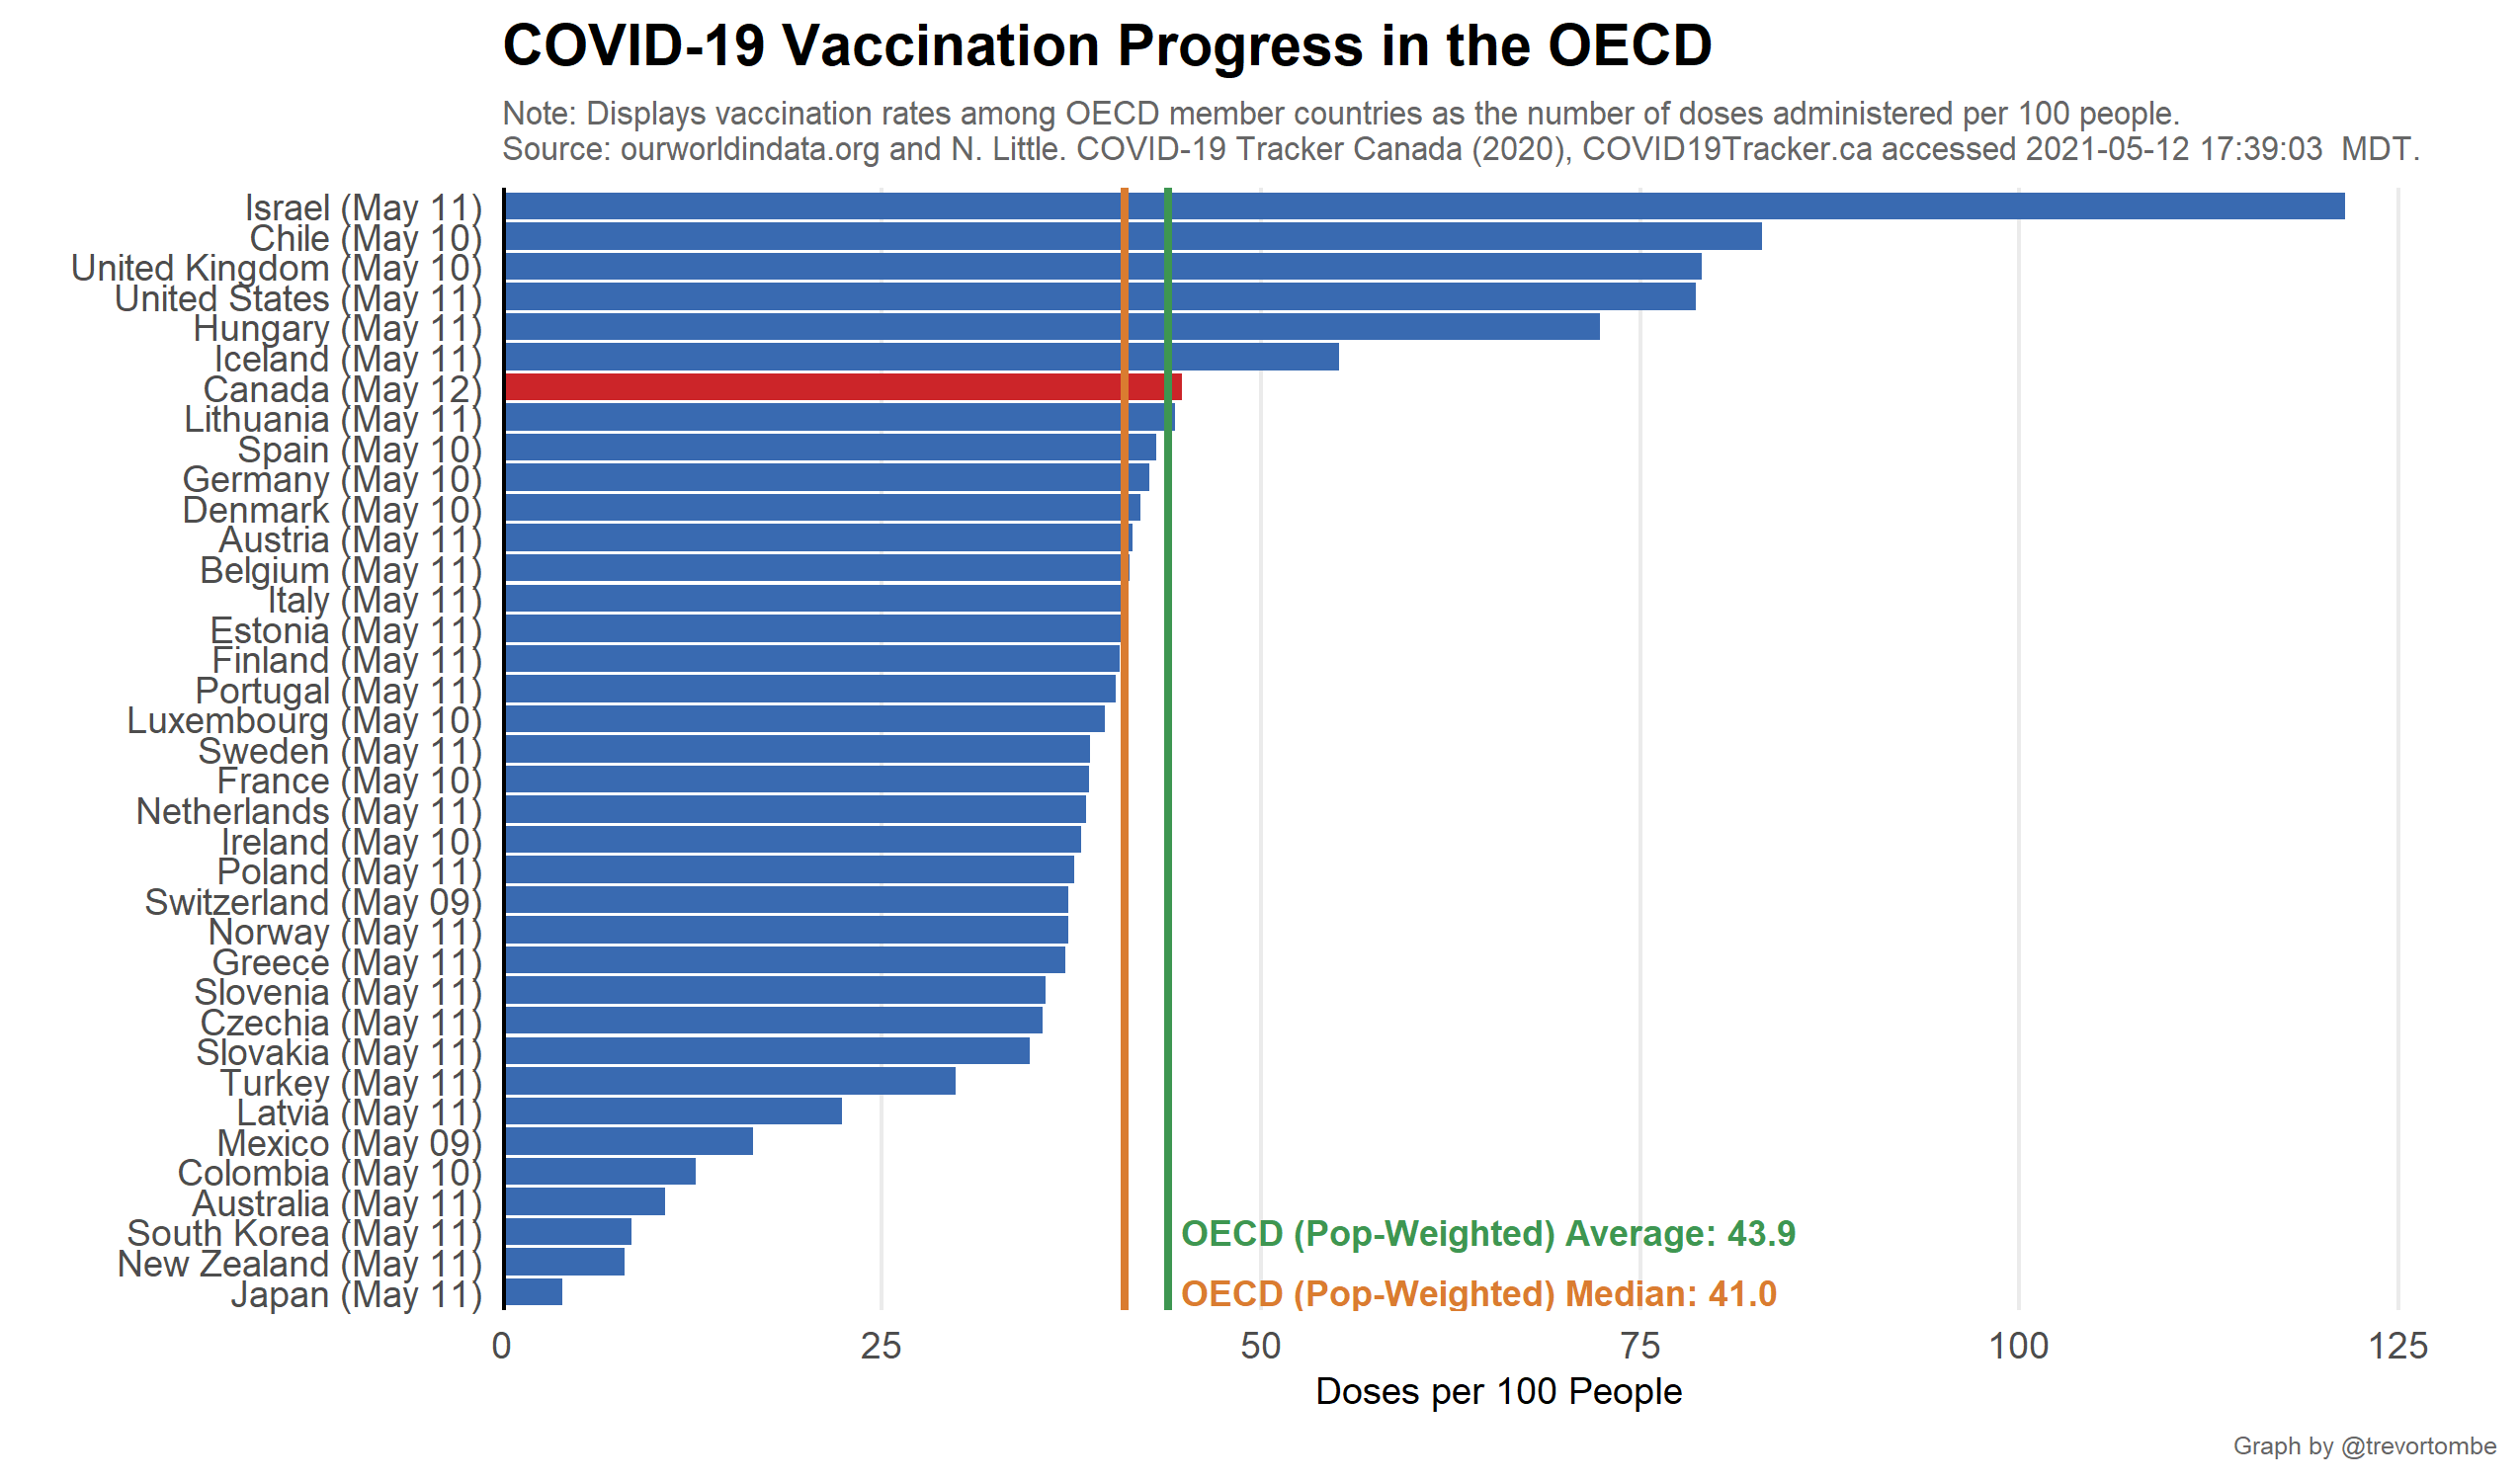 COVID-19 Vaccination Progress in the OECD
Note: Displays vaccination rates among OECD member countries as the number of doses administered per 100 people.
Source: ourworldindata.org and N. Little. COVID-19 Tracker Canada (2020), COVID19Tracker.ca accessed 2021-05-12 17:39:03  MDT.
Israel (May 11)
Chile (May 10)
United Kingdom (May 10)
United States (May 11)
Hungary (May 11)
Iceland (May 11)
Canada (May 12)
Lithuania (May 11)
Spain (May 10)
Germany (May 10)
Denmark (May 10)
Austria (May 11)
Belgium (May 11)
Italy (May 11)
Estonia (May 11)
Finland (May 11)
Portugal (May 11)
Luxembourg (May 10)
Sweden (May 11)
France (May 10)
Netherlands (May 11)
Ireland (May 10)
Poland (May 11)
Switzerland (May 09)
Norway (May 11)
Greece (May 11)
Slovenia (May 11)
Czechia (May 11)
Slovakia (May 11)
Turkey (May 11)
Latvia (May 11)
Mexico (May 09)
Colombia (May 10)
Australia (May 11)
South Korea (May 11)
OECD (Pop-Weighted) Average: 43.9
New Zealand (May 11)
Japan (May 11)
OECD (Pop-Weighted) Median: 41.0
0 25 50 75 100 125
Doses per 100 People
Graph by @trevortombe